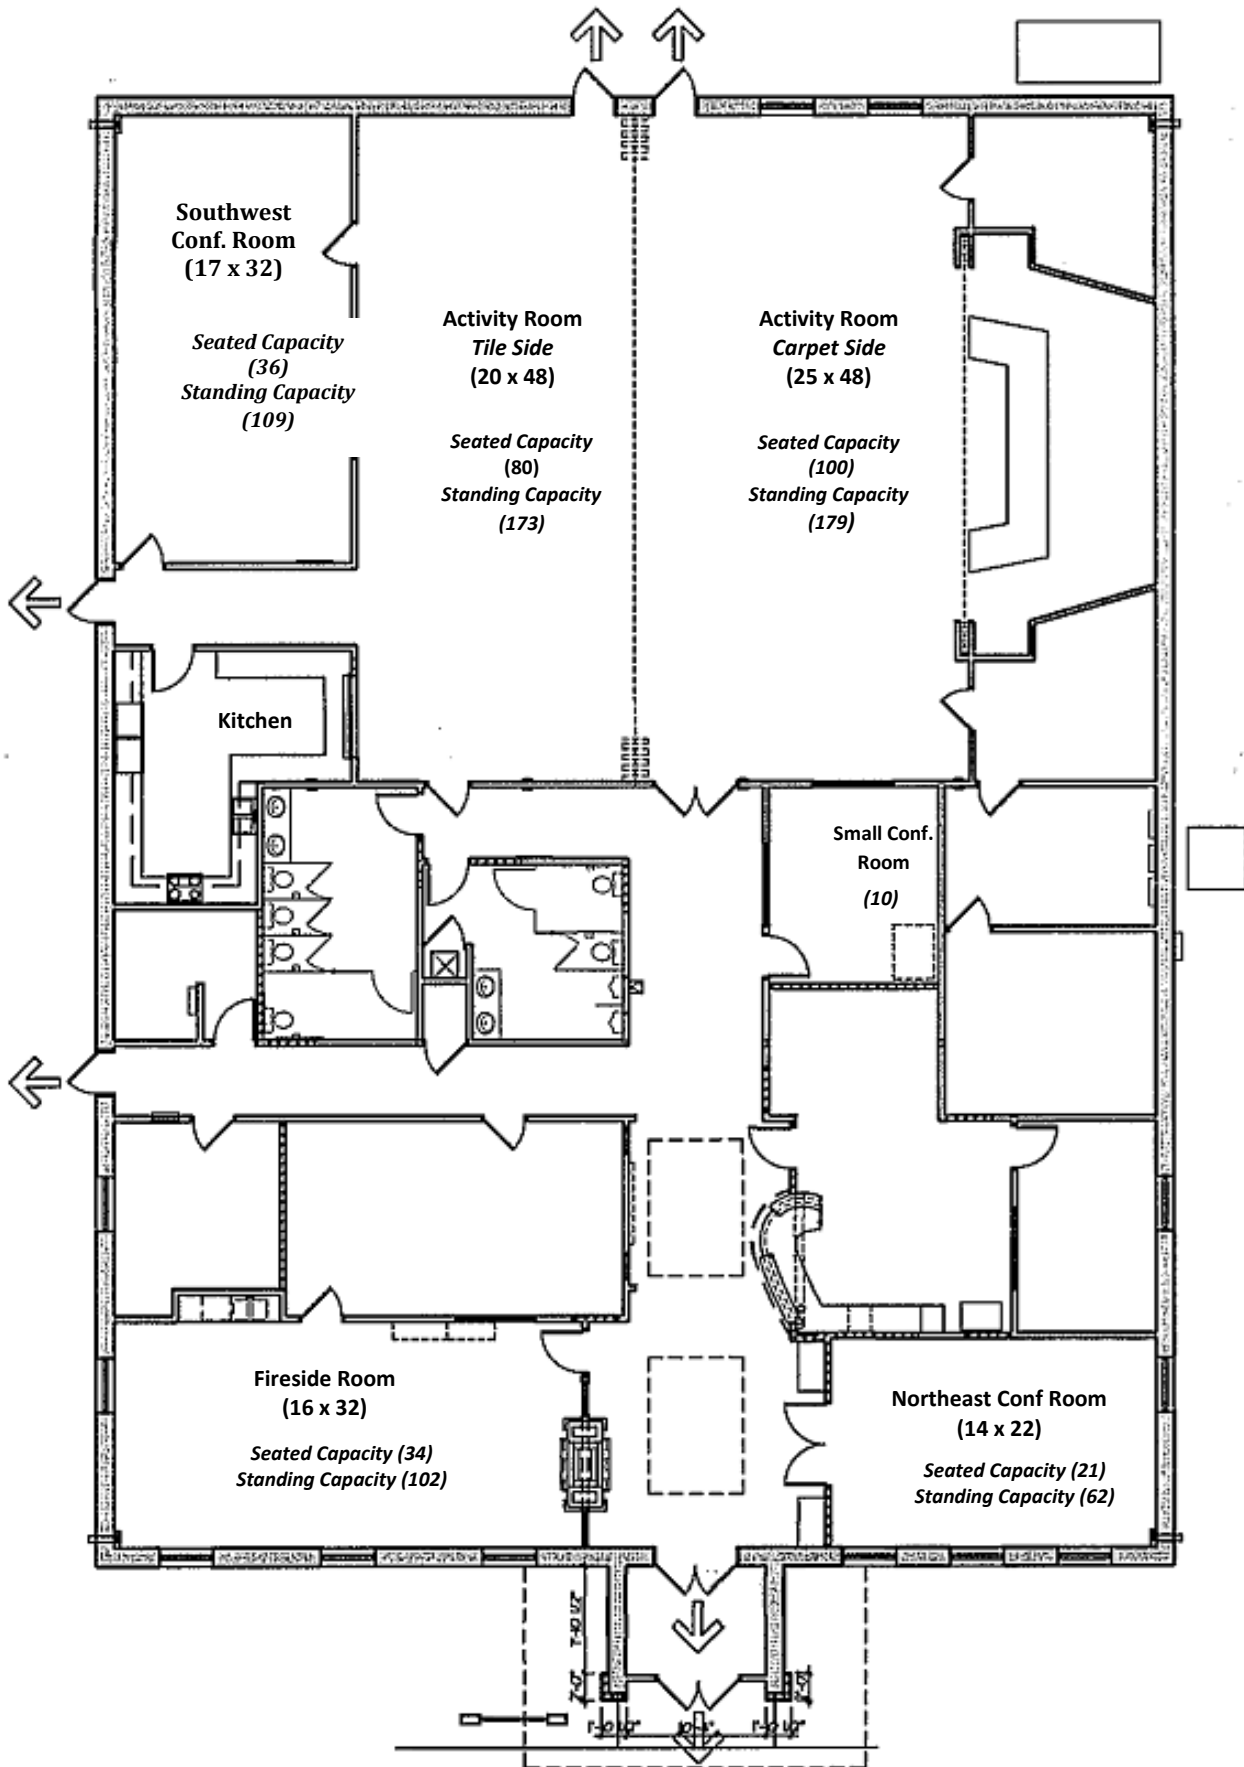 Southwest
Conf. Room
(17 x 32)
Seated Capacity
(36)
Standing Capacity
(109)
Activity Room
Tile Side
(20 x 48)
Seated Capacity
(80)
Standing Capacity
(173)
Activity Room
Carpet Side
(25 x 48)
Seated Capacity
(100)
Standing Capacity
(179)
Kitchen
Small Conf.
Room
(10)
Fireside Room
(16 x 32)
Seated Capacity (34)
Standing Capacity (102)
Northeast Conf Room
(14 x 22)
Seated Capacity (21)
Standing Capacity (62)